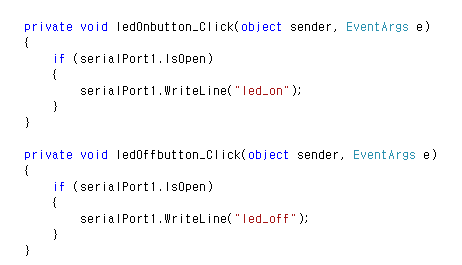 private void ledOnbutton_Click(object sender, EventArgs e)
{
    if (serialPort1.IsOpen)
    {
        serialPort1.WriteLine("led_on");
    }
}

private void ledOffbutton_Click(object sender, EventArgs e)
{
    if (serialPort1.IsOpen)
    {
        serialPort1.WriteLine("led_off");
    }
}